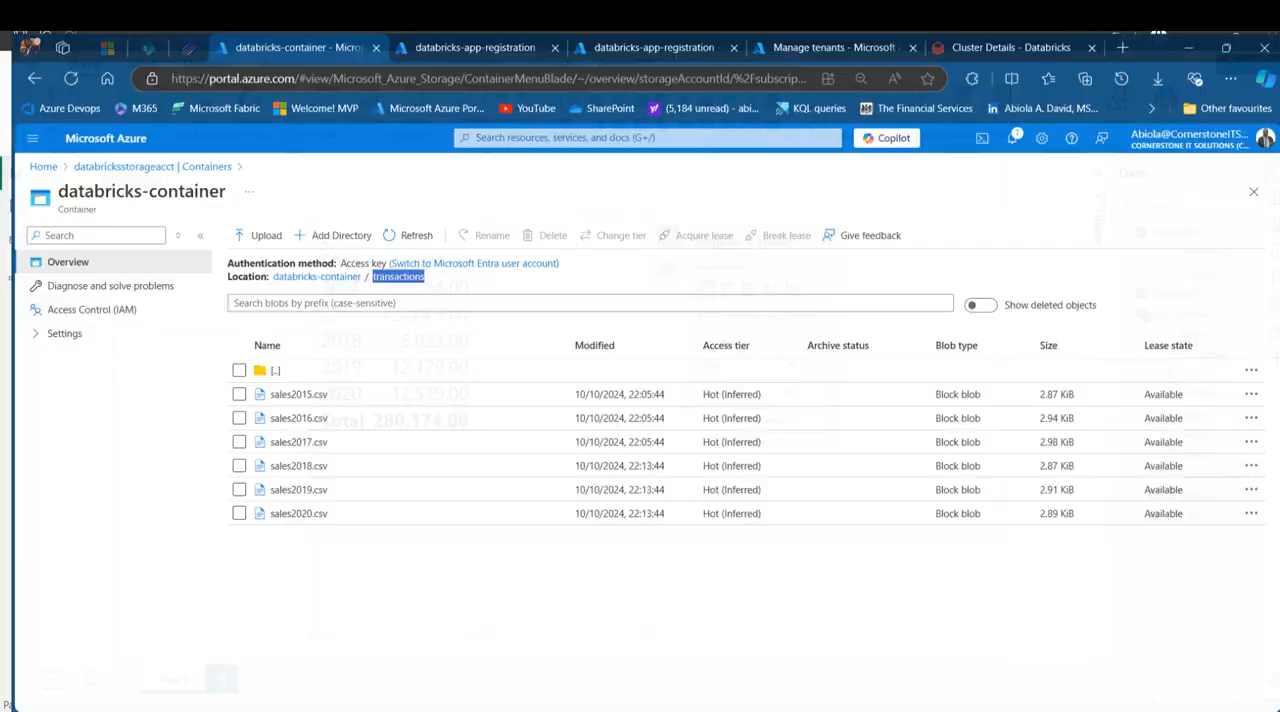 databricks-container - Micro
databricks-app-registration
databricks-app-registration
Manage tenants - Microsoft
Cluster Details - Databricks
https://portal.azure.com/#view/Microsoft_Azure_Storage/ContainerMenuBlade/~/overview/storageAccountId/%2Fsubscrip...
Azure Devops
M365
Microsoft Fabric
Welcome! MVP
Microsoft Azure Por...
YouTube
SharePoint
(5,184 unread) - abi...
KQL queries
The Financial Services
Abiola A. David, MS...
Other favourites
Microsoft Azure
Search resources, services, and docs (G+/)
Copilot
Abiola@CornerstoneITS...
CORNERSTONE IT SOLUTIONS (C...
Home > databricksstorageacct | Containers >
databricks-container
Container
Search
Upload
Add Directory
Refresh
Rename
Delete
Change tier
Acquire lease
Break lease
Give feedback
Overview
Diagnose and solve problems
Access Control (IAM)
Settings
Authentication method: Access key (Switch to Microsoft Entra user account)
Location: databricks-container / transactions
Search blobs by prefix (case-sensitive)
Show deleted objects
Name Modified Access tier Archive status Blob type Size Lease state
[..]
sales2015.csv 10/10/2024, 22:05:44 Hot (Inferred) Block blob 2.87 KiB Available
sales2016.csv 10/10/2024, 22:05:44 Hot (Inferred) Block blob 2.94 KiB Available
sales2017.csv 10/10/2024, 22:05:44 Hot (Inferred) Block blob 2.98 KiB Available
sales2018.csv 10/10/2024, 22:13:44 Hot (Inferred) Block blob 2.87 KiB Available
sales2019.csv 10/10/2024, 22:13:44 Hot (Inferred) Block blob 2.91 KiB Available
sales2020.csv 10/10/2024, 22:13:44 Hot (Inferred) Block blob 2.89 KiB Available
Total 280,174.00